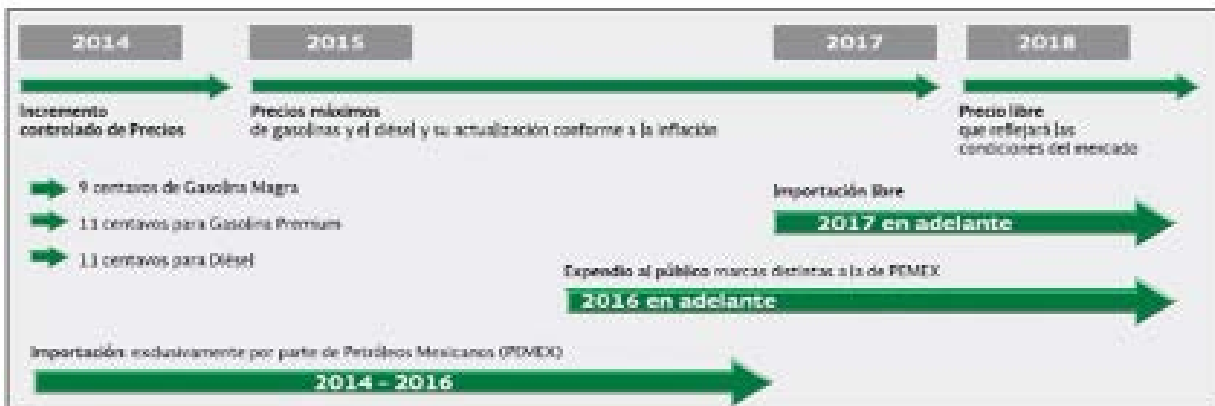 2014
2015
2017
2018
Incremento
controlado de Precios
Precios máximos
de gasolinas y el diésel y su actualización conforme a la inflación
Precio libre
que reflejará las
condiciones del mercado
9 centavos de Gasolina Magna
11 centavos para Gasolina Premium
11 centavos para Diésel
Importación libre
2017 en adelante
Expendio al público marcas distintas a la de PEMEX
2016 en adelante
Importación: exclusivamente por parte de Petróleos Mexicanos (PEMEX)
2014 - 2016